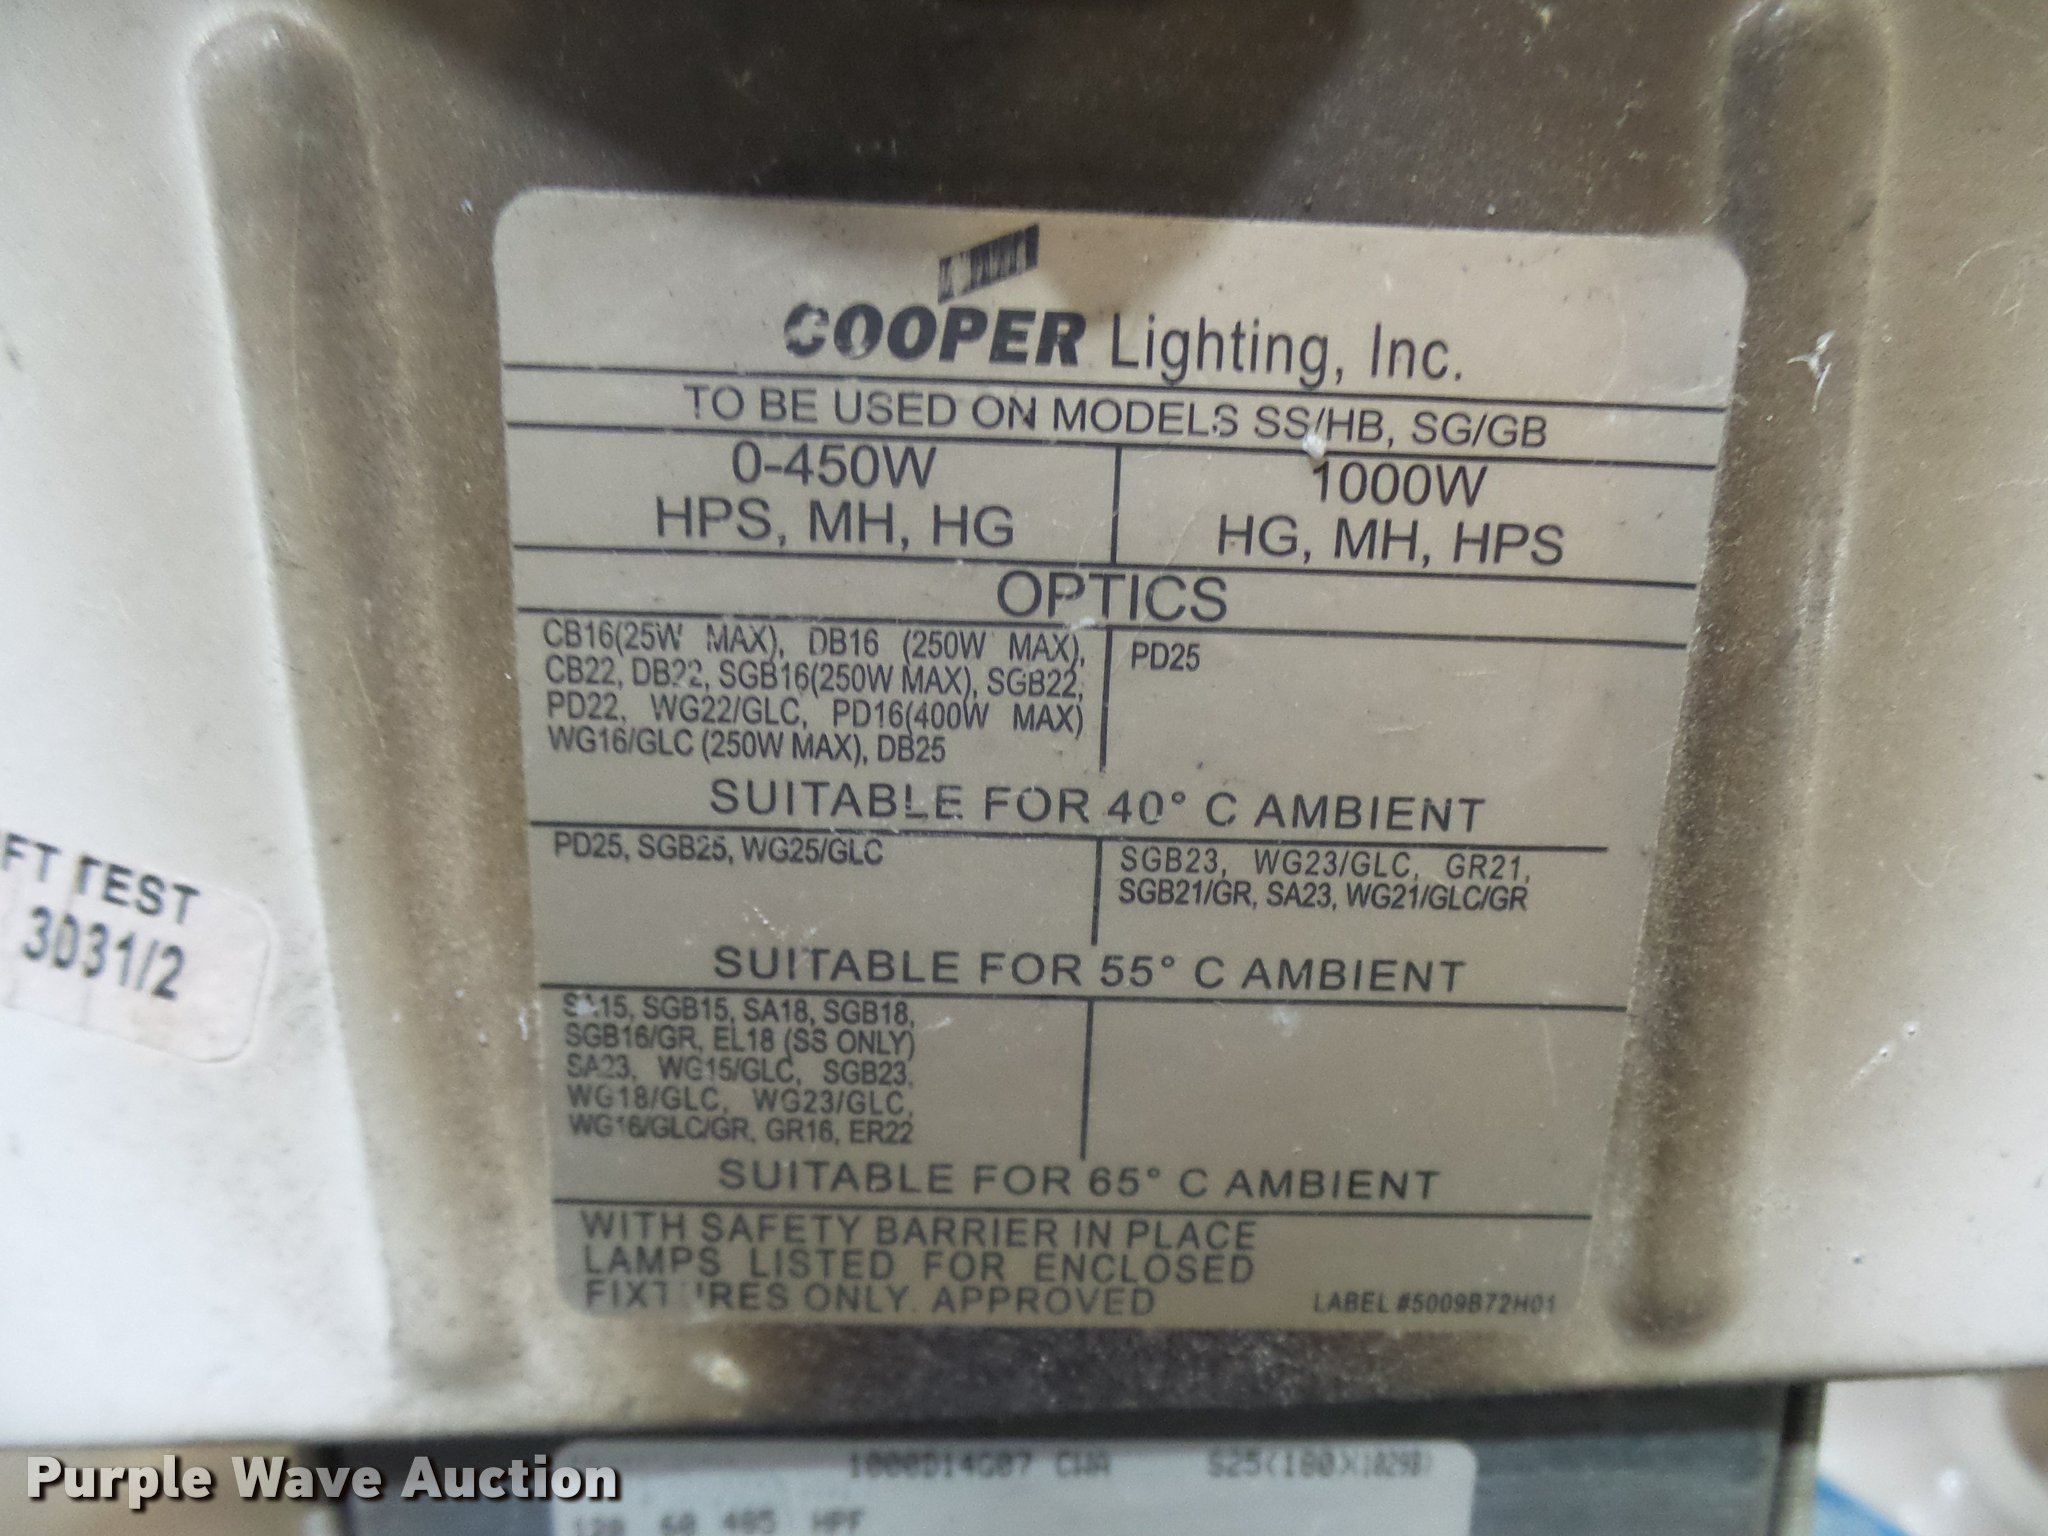 COOPER Lighting, Inc.
TO BE USED ON MODELS SS/HB, SG/GB
0-450W
HPS, MH, HG
1000W
HG, MH, HPS
OPTICS
CB16(25W MAX), DB16 (250W MAX),
CB22, DB22, SGB16(250W MAX), SGB22,
PD22, WG22/GLC, PD16(400W MAX)
WG16/GLC (250W MAX), DB25
PD25
SUITABLE FOR 40° C AMBIENT
PD25, SGB25, WG25/GLC
SGB23, WG23/GLC, GR21,
SGB21/GR, SA23, WG21/GLC/GR
SUITABLE FOR 55° C AMBIENT
SA15, SGB15, SA18, SGB18,
SGB16/GR, EL18 (SS ONLY)
SA23, WG15/GLC, SGB23,
WG18/GLC, WG23/GLC,
WG16/GLC/GR, GR16, ER22
SUITABLE FOR 65° C AMBIENT
WITH SAFETY BARRIER IN PLACE
LAMPS LISTED FOR ENCLOSED
FIXTURES ONLY. APPROVED
LABEL #5009B72H01
FT TEST
3D31/2
CWA
120 60 485 HPF
Purple Wave Auction